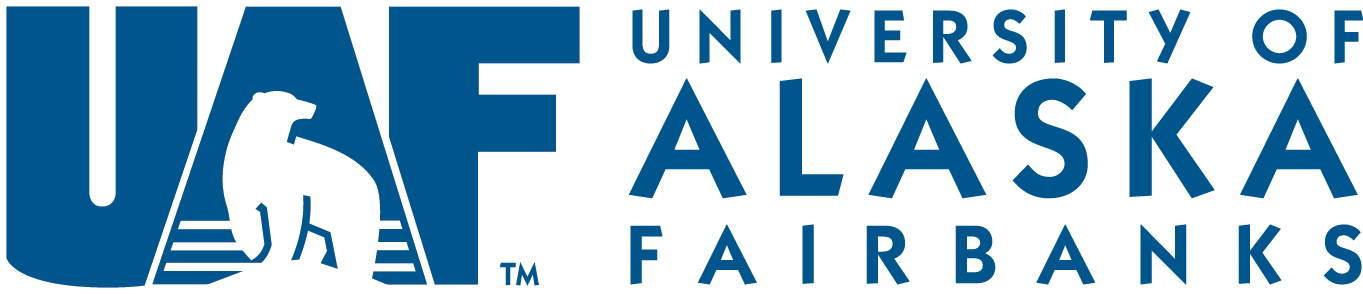 UAF
TM
UNIVERSITY OF
ALASKA
FAIRBANKS